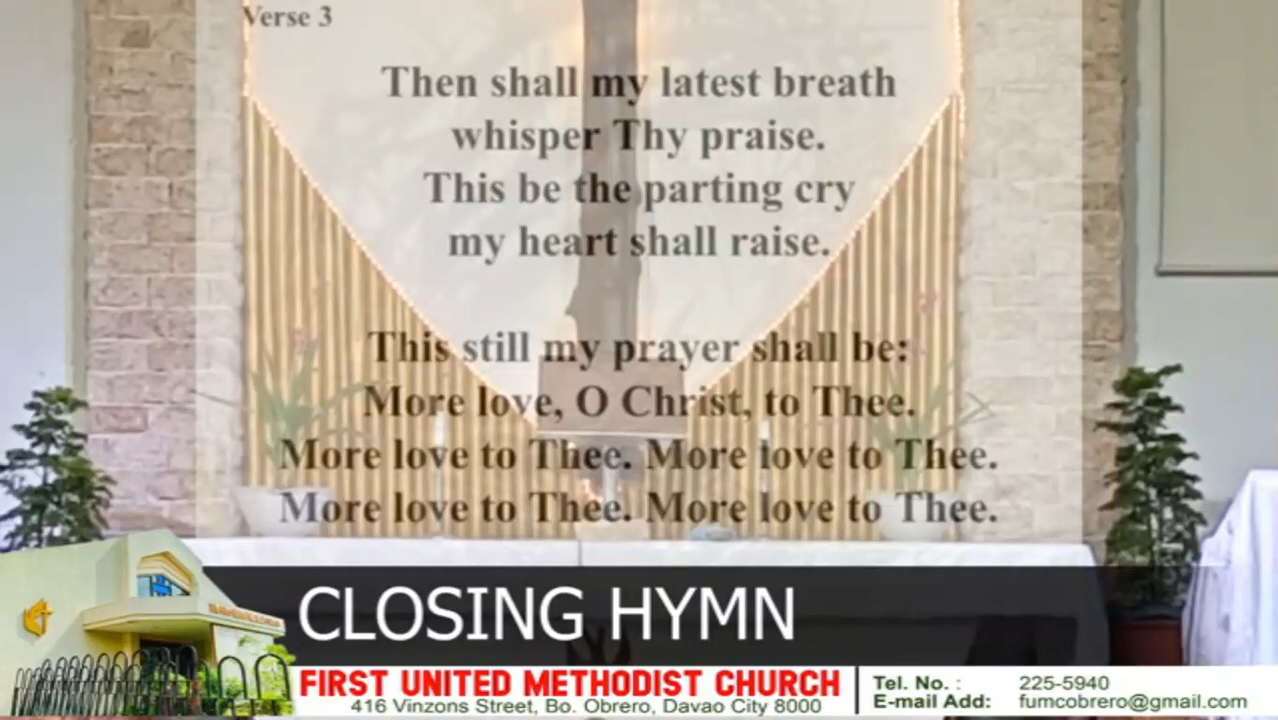 Verse 3
Then shall my latest breath
whisper Thy praise.
This be the parting cry
my heart shall raise.
This still my prayer shall be:
More love, O Christ, to Thee.
More love to Thee. More love to Thee.
More love to Thee. More love to Thee.
CLOSING HYMN
FIRST UNITED METHODIST CHURCH
416 Vinzons Street, Bo. Obrero, Davao City 8000
Tel. No. : 225-5940
E-mail Add: fumcobrero@gmail.com